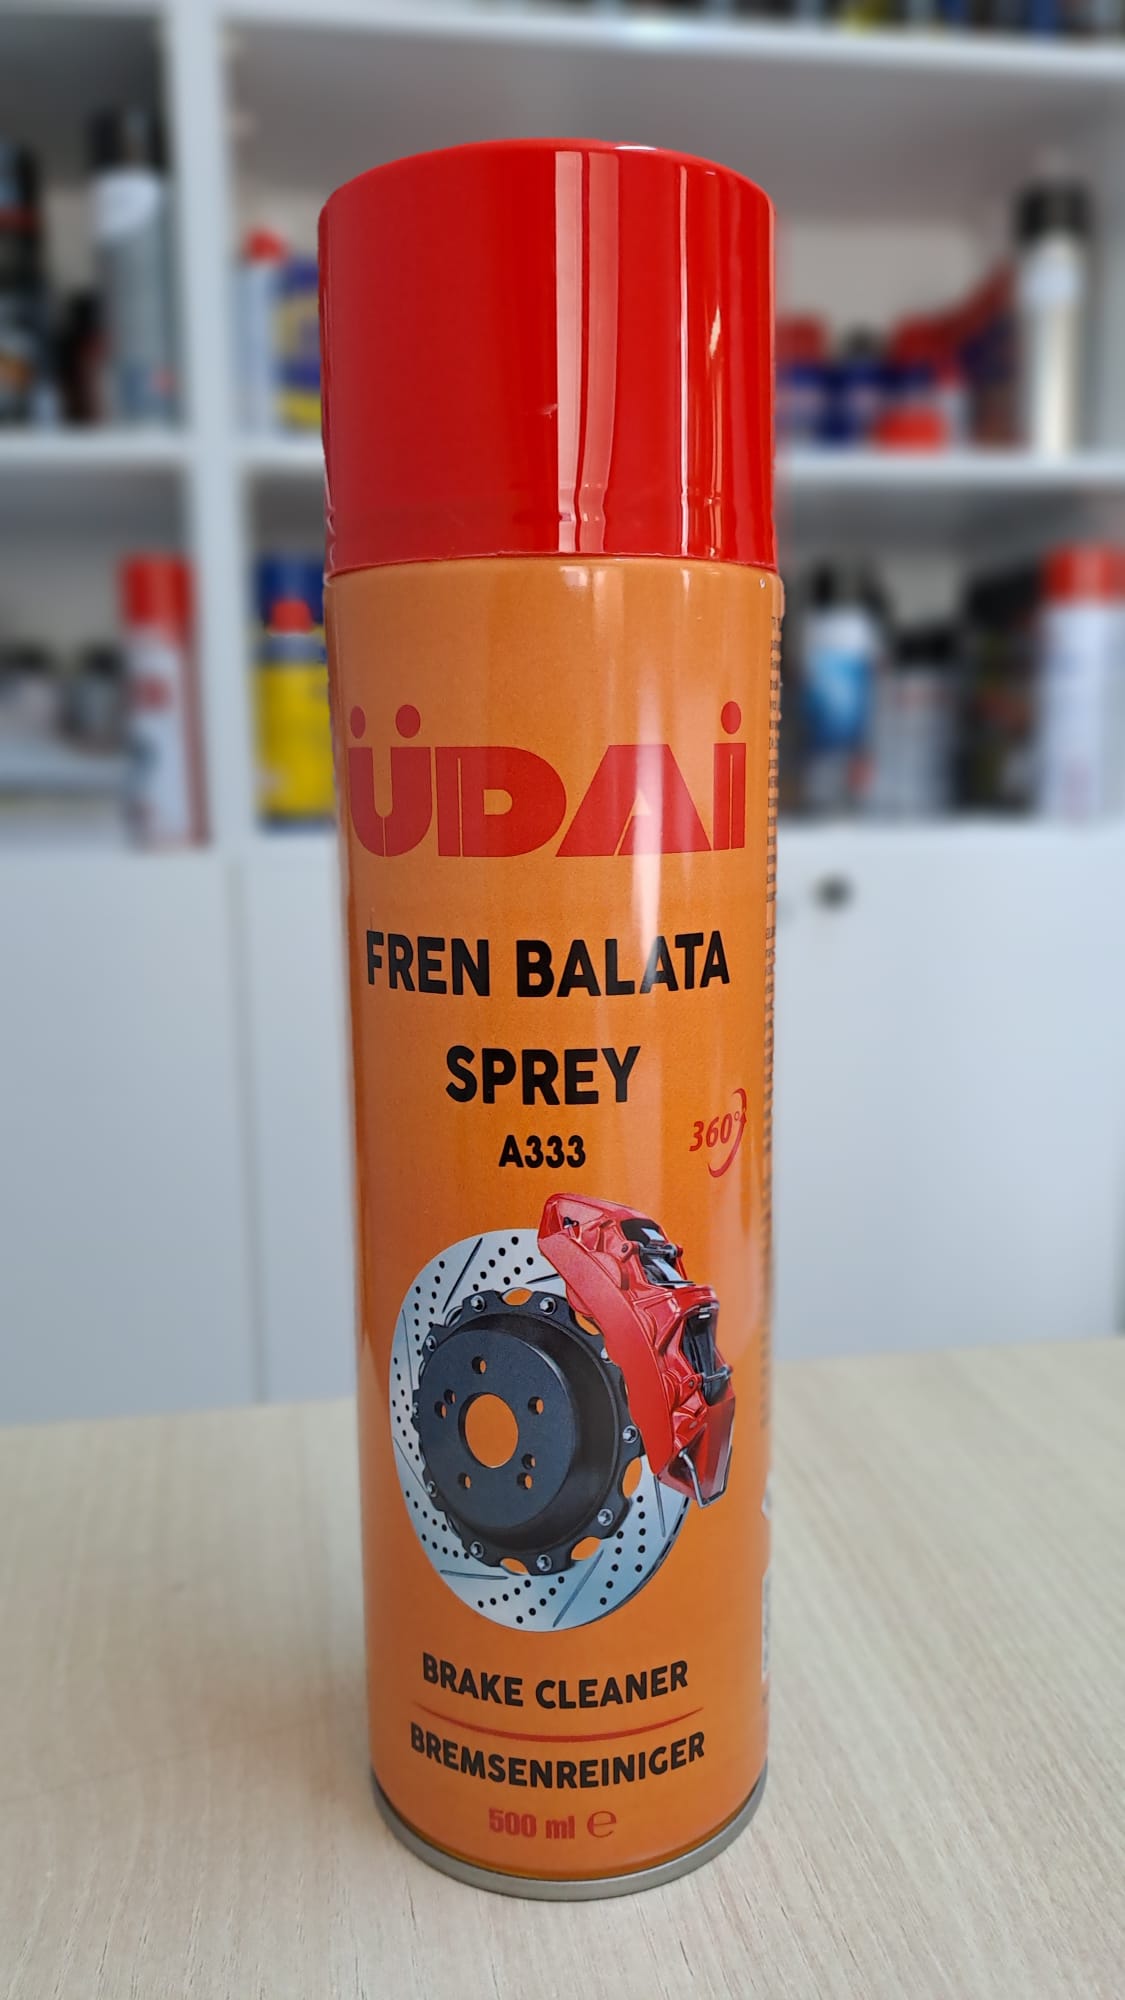 ÜDAİ
FREN BALATA
SPREY
A333
360°
BRAKE CLEANER
BREMSENREINIGER
500 ml ℮